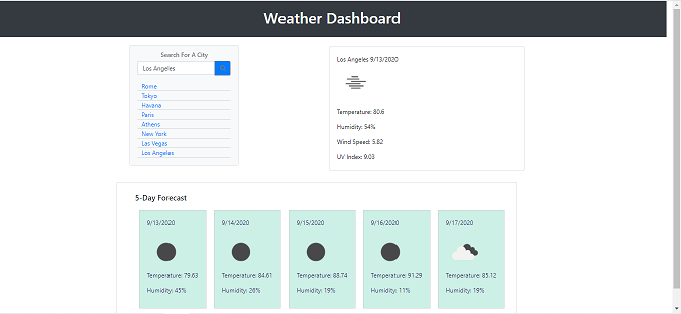 Weather Dashboard
Search For A City
Los Angeles
Rome
Tokyo
Havana
Paris
Athens
New York
Las Vegas
Los Angeles
Los Angeles 9/13/2020
Temperature: 80.6
Humidity: 54%
Wind Speed: 5.82
UV Index: 9.03
5-Day Forecast
9/13/2020
Temperature: 79.63
Humidity: 45%
9/14/2020
Temperature: 84.61
Humidity: 26%
9/15/2020
Temperature: 88.74
Humidity: 19%
9/16/2020
Temperature: 91.29
Humidity: 11%
9/17/2020
Temperature: 85.12
Humidity: 19%